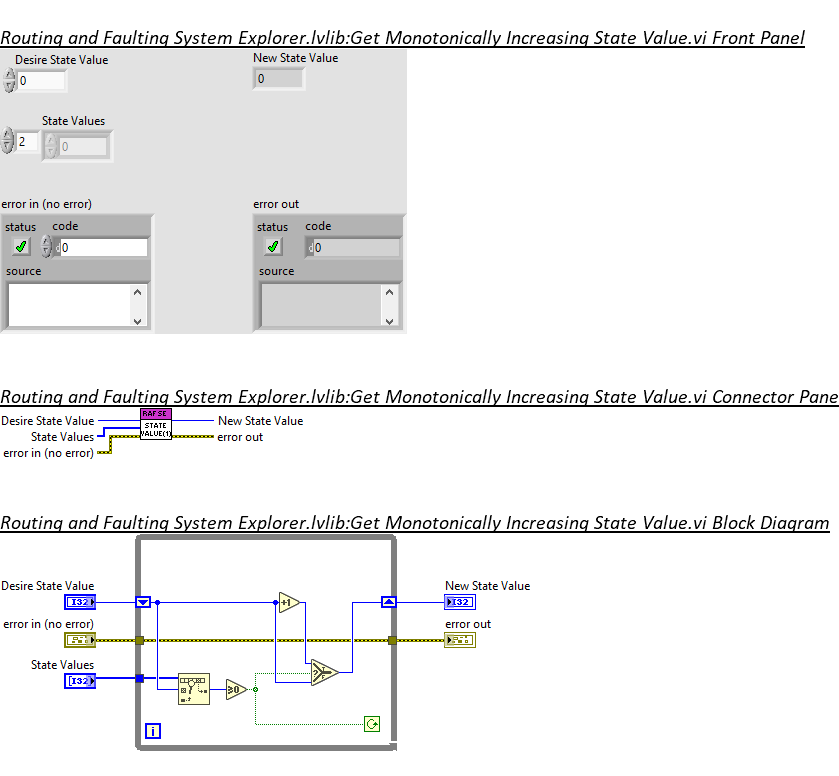 Routing and Faulting System Explorer.lvlib:Get Monotonically Increasing State Value.vi Front Panel
Desire State Value
New State Value
0
0
State Values
2
0
error in (no error)
error out
status code
status code
d 0
d 0
source
source
Routing and Faulting System Explorer.lvlib:Get Monotonically Increasing State Value.vi Connector Pane
RAFSE
Desire State Value
STATE
New State Value
State Values
VALUE(1)
error out
error in (no error)
Routing and Faulting System Explorer.lvlib:Get Monotonically Increasing State Value.vi Block Diagram
Desire State Value
New State Value
I32
+1
I32
error in (no error)
error out
State Values
?
T
F
[I32]
≥0
i